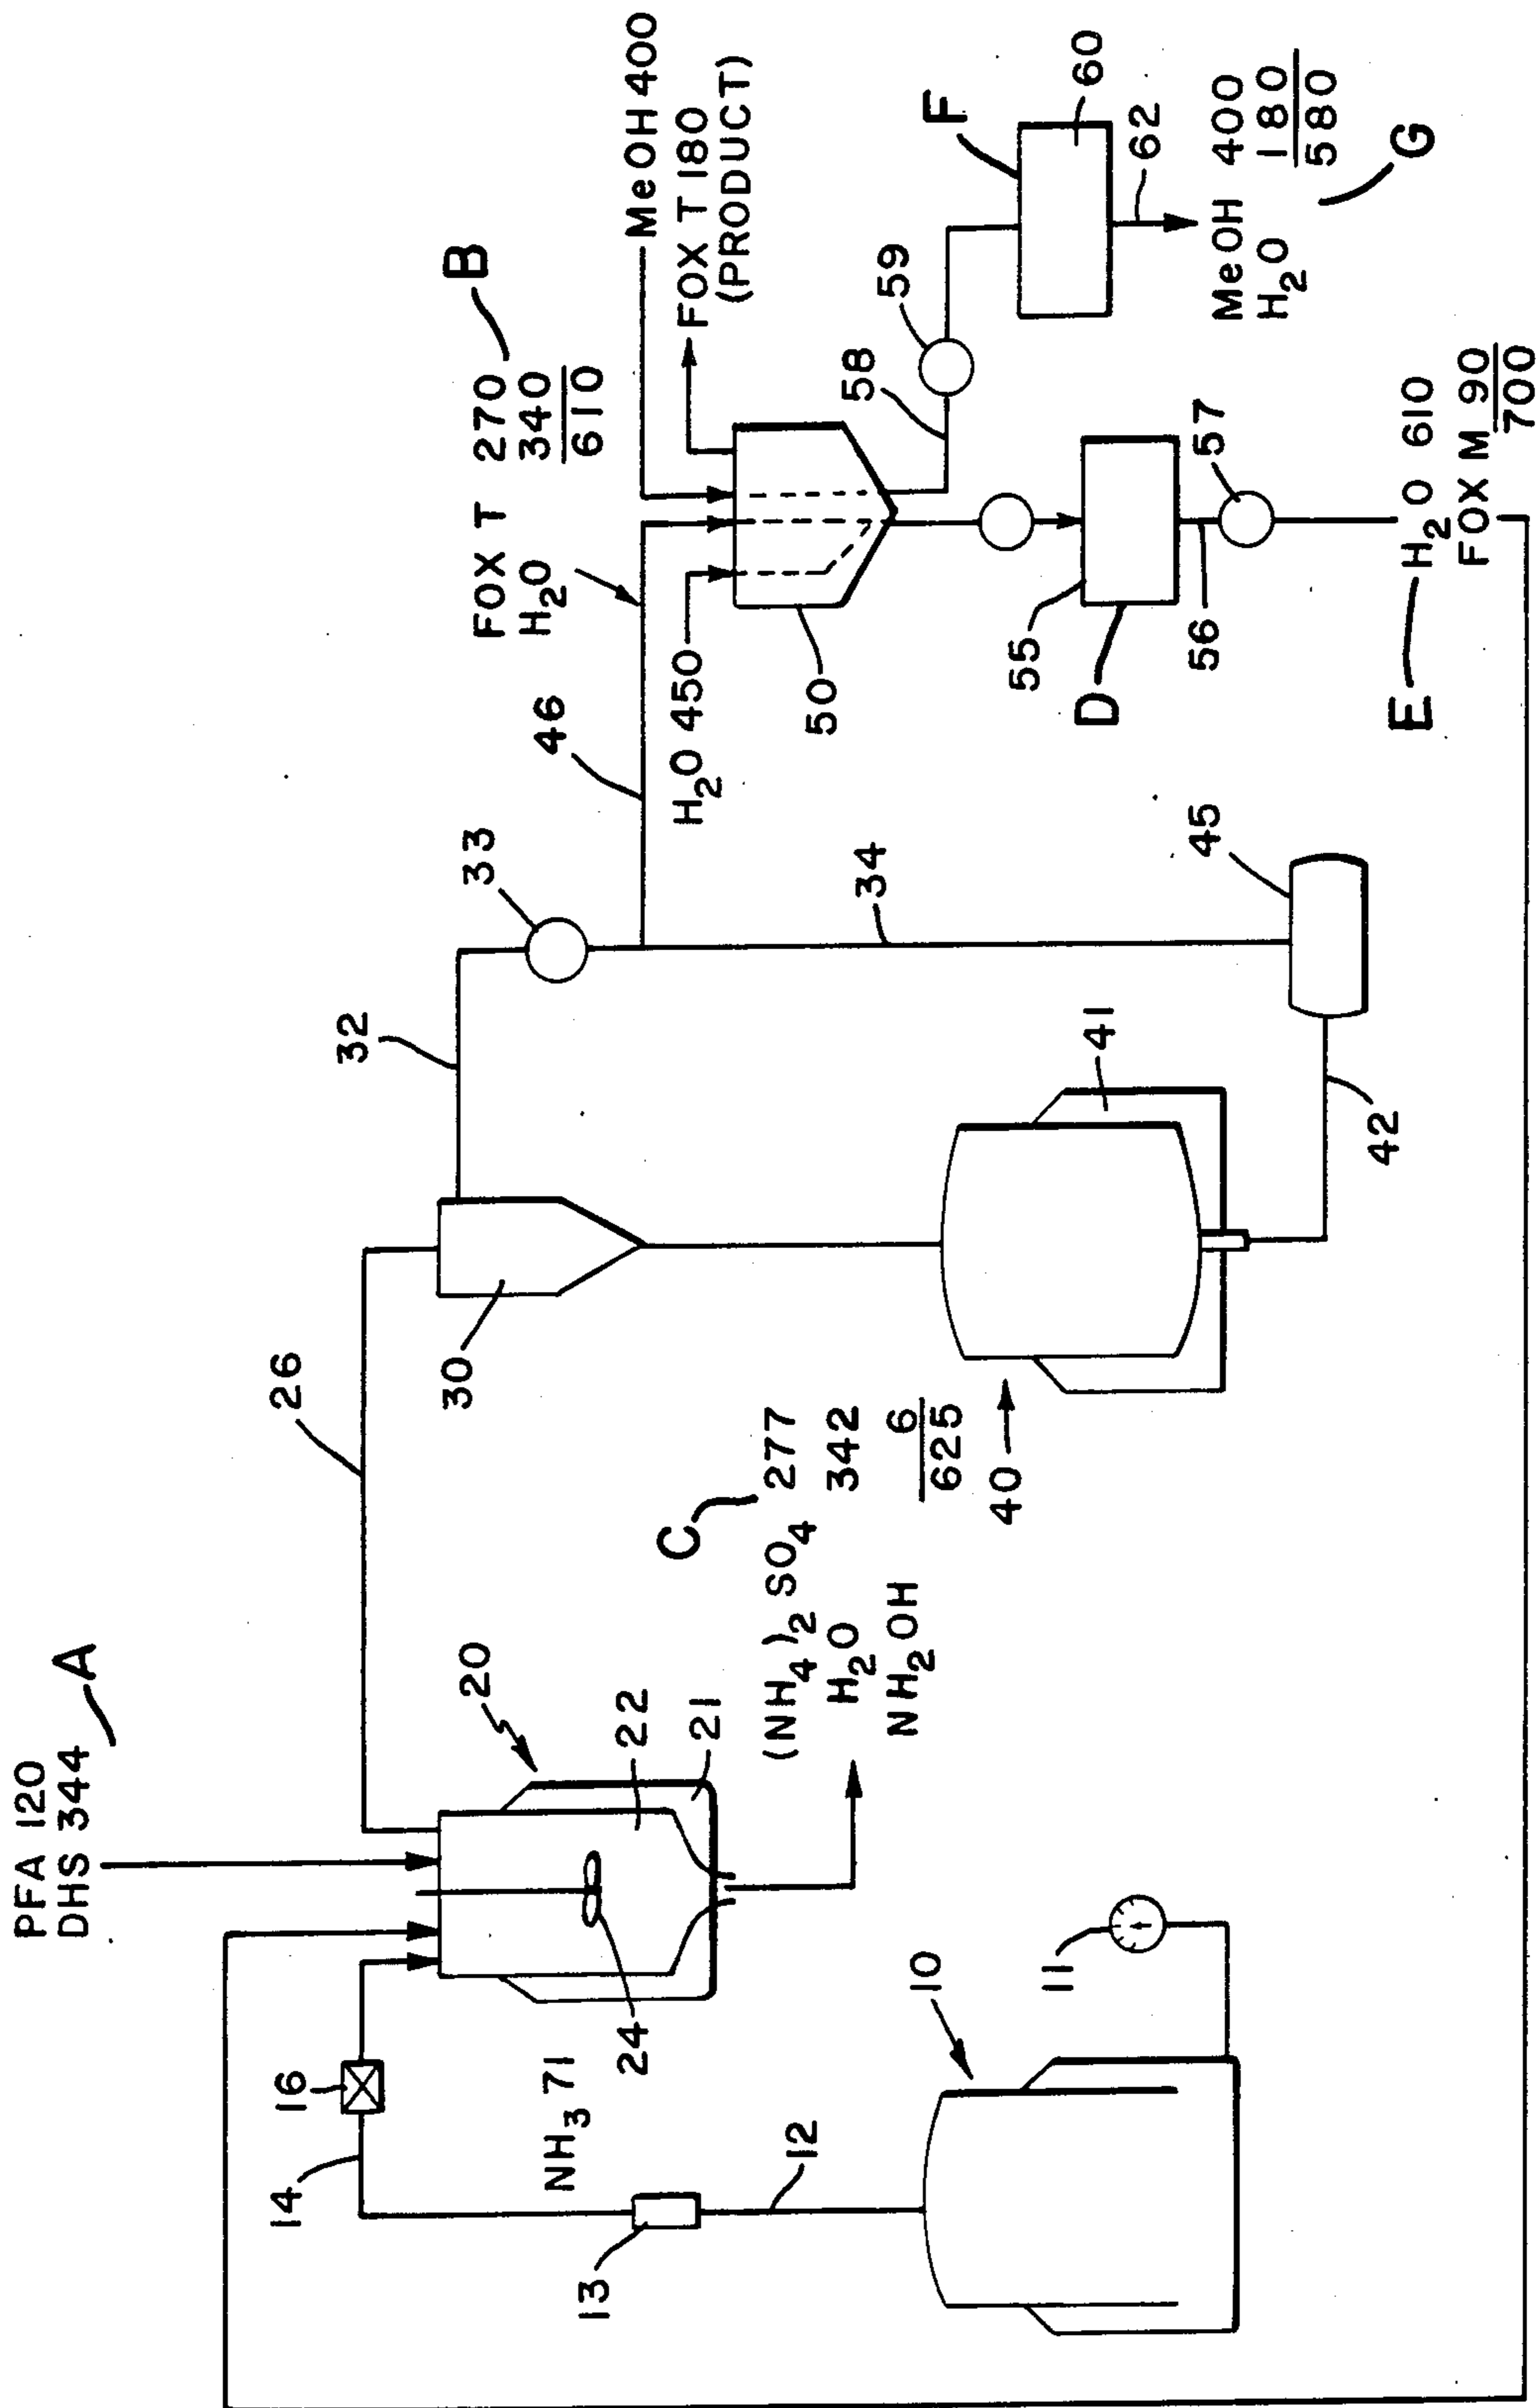 PFA 120
DHS 344
A
16
14
NH3 71
13
12
10
11
24
20
22
21
26
30
32
33
C
(NH4)2 SO4 277
H2O 342
NH2OH 6
625
40
41
42
34
45
46
B
FOX T 270
H2O 340
610
H2O 450
MeOH 400
FOX T 180
(PRODUCT)
50
55
D
56
57
58
59
F
60
62
MeOH 400
H2O 180
580
G
E
H2O 610
FOX M 90
700